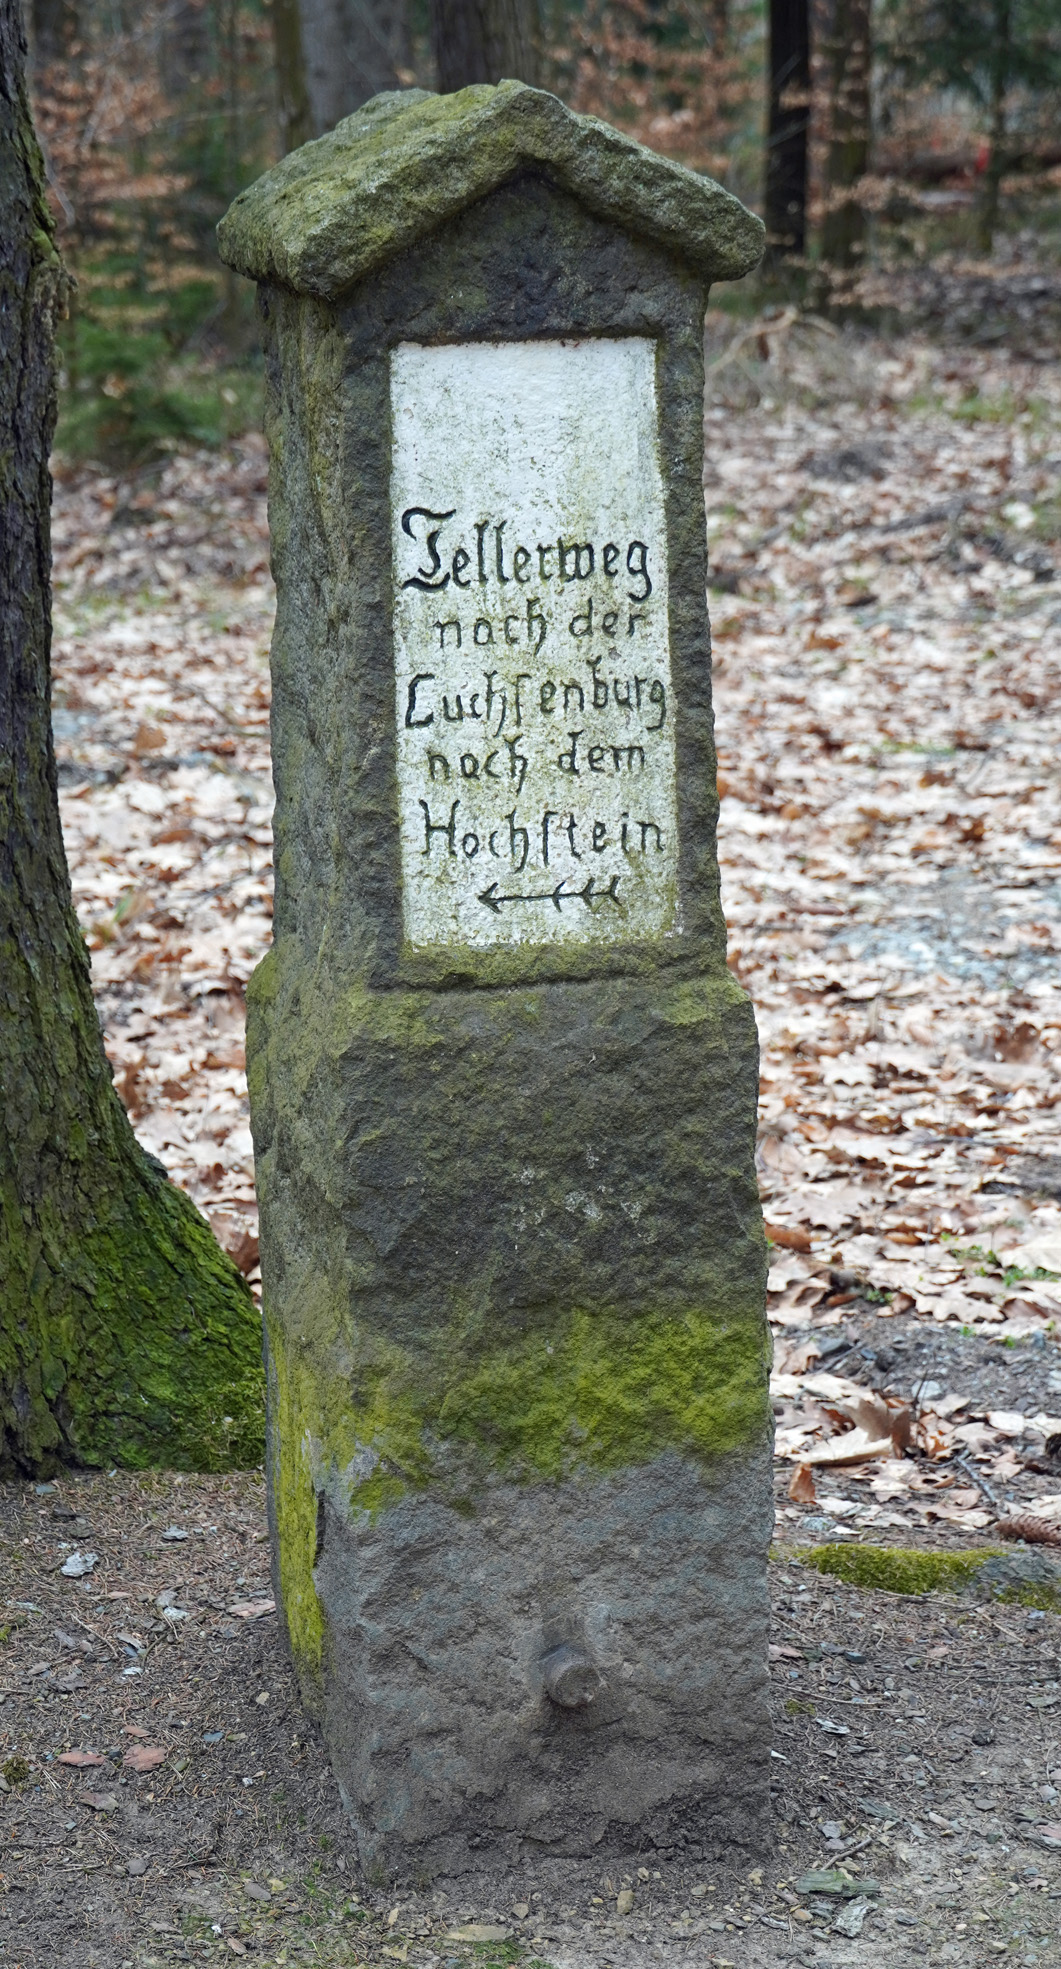 Tellerweg
nach der
Luchſenburg
nach dem
Hochſtein